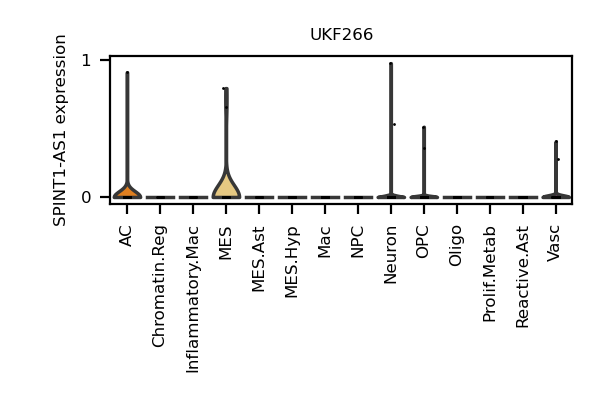 UKF266
SPINT1-AS1 expression
1
0
AC
Chromatin.Reg
Inflammatory.Mac
MES
MES.Ast
MES.Hyp
Mac
NPC
Neuron
OPC
Oligo
Prolif.Metab
Reactive.Ast
Vasc